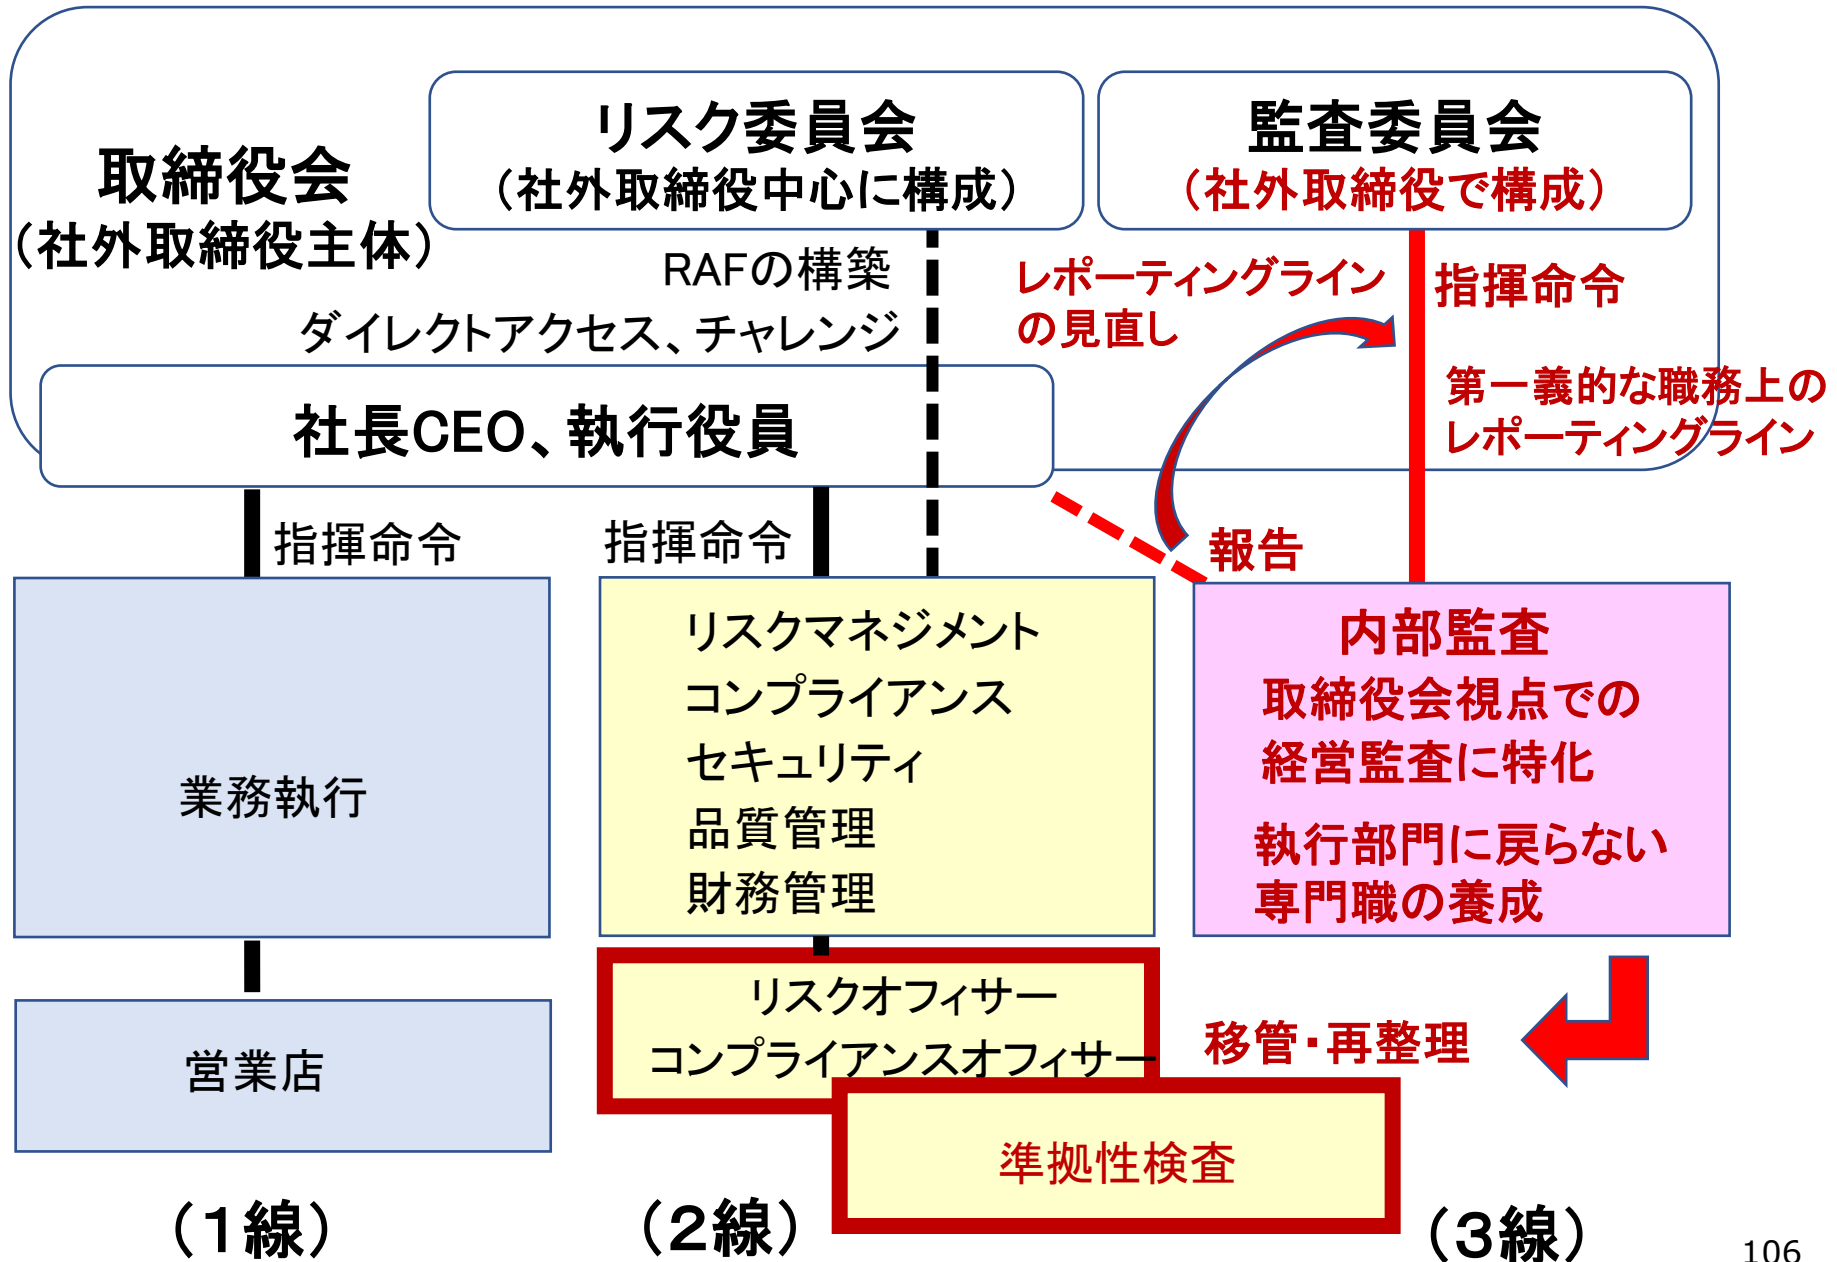 取締役会
（社外取締役主体）
リスク委員会
（社外取締役中心に構成）
監査委員会
（社外取締役で構成）
RAFの構築
ダイレクトアクセス、チャレンジ
レポーティングライン
の見直し
指揮命令
第一義的な職務上の
レポーティングライン
社長CEO、執行役員
指揮命令
指揮命令
報告
業務執行
リスクマネジメント
コンプライアンス
セキュリティ
品質管理
財務管理
内部監査
取締役会視点での
経営監査に特化
執行部門に戻らない
専門職の養成
営業店
リスクオフィサー
コンプライアンスオフィサー
移管・再整理
準拠性検査
（１線）
（２線）
（３線）
106